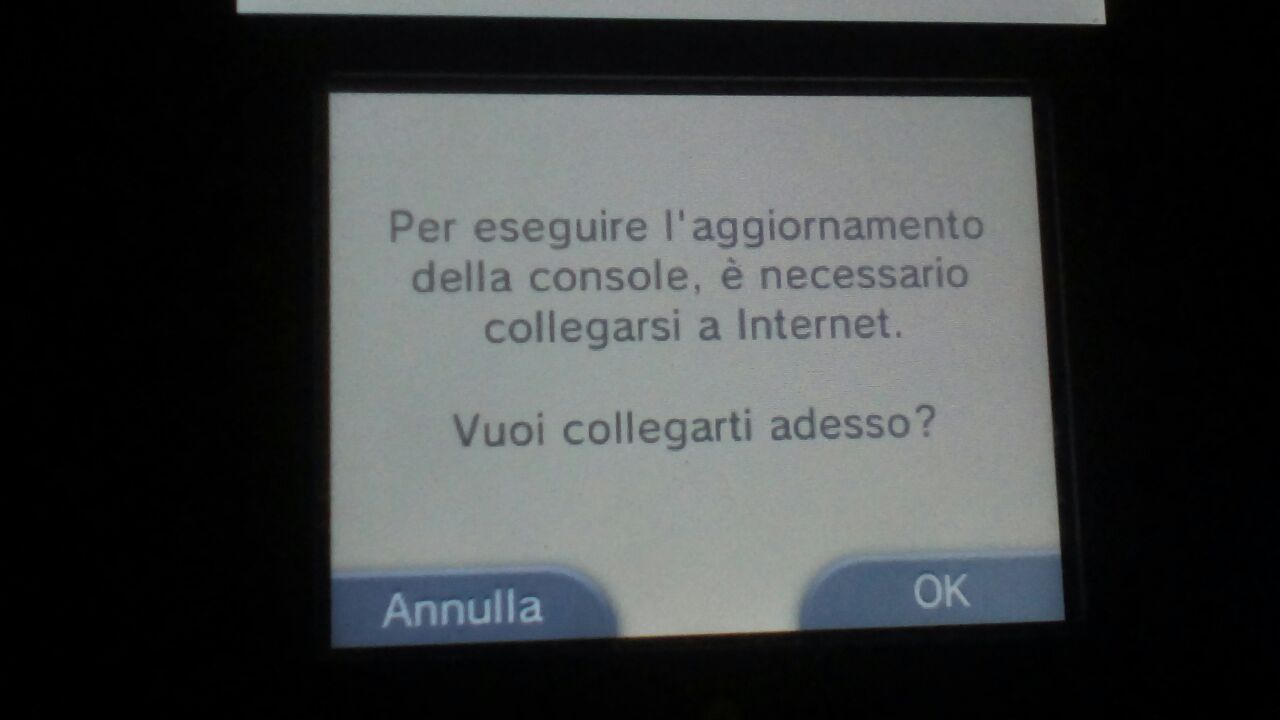 Per eseguire l'aggiornamento
della console, è necessario
collegarsi a Internet.
Vuoi collegarti adesso?
Annulla
OK